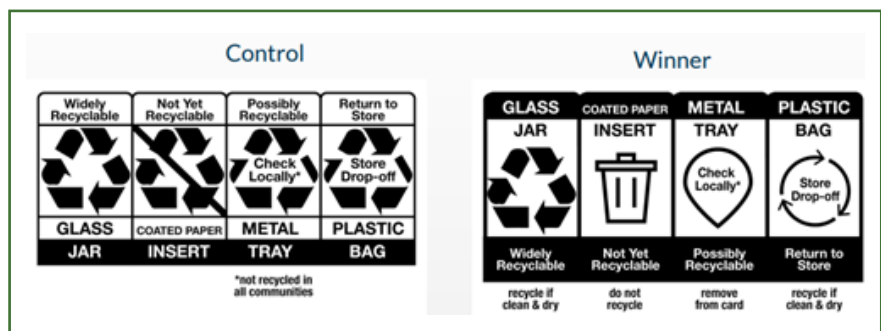 Control
Widely
Recyclable
Not Yet
Recyclable
Possibly
Recyclable
Return to
Store
Check
Locally*
Store
Drop-off
GLASS
JAR
COATED PAPER
INSERT
METAL
TRAY
PLASTIC
BAG
*not recycled in
all communities
Winner
GLASS
JAR
COATED PAPER
INSERT
METAL
TRAY
PLASTIC
BAG
Check
Locally*
Store
Drop-off
Widely
Recyclable
Not Yet
Recyclable
Possibly
Recyclable
Return to
Store
recycle if
clean & dry
do not
recycle
remove
from card
recycle if
clean & dry